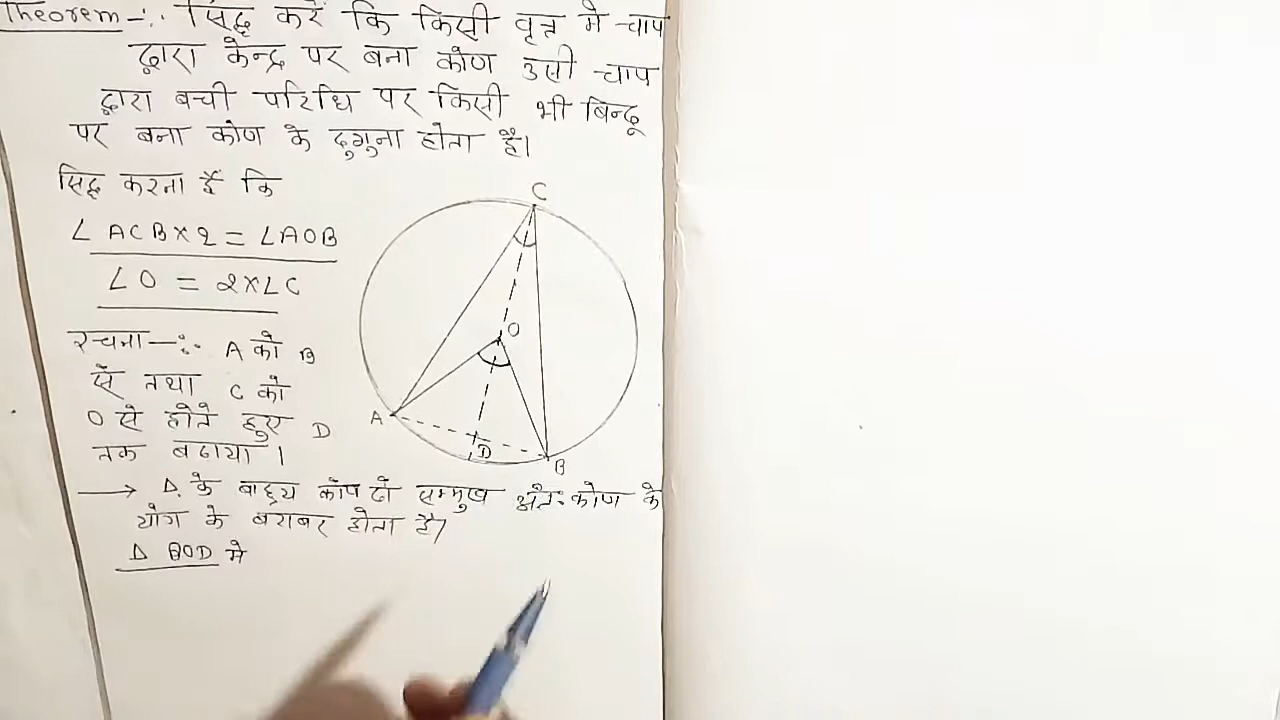 Theorem -:. सिद्ध करें कि किसी वृत्त मे चाप
द्वारा केन्द्र पर बना कोण उसी चाप
द्वारा बची परिधि पर किसी भी बिन्दू
पर बना कोण के दुगुना होता है।
सिद्ध करना है कि
∠ACB×2 = ∠AOB
∠O = 2×∠C
रचना -:. A को B
से तथा C को
O से होते हुए D
तक बढाया।
C
O
A
D
B
→ Δ. के बाह्रय कोण दो सम्मुख अंत: कोण के
योग के बराबर होता है।
Δ BOD मे